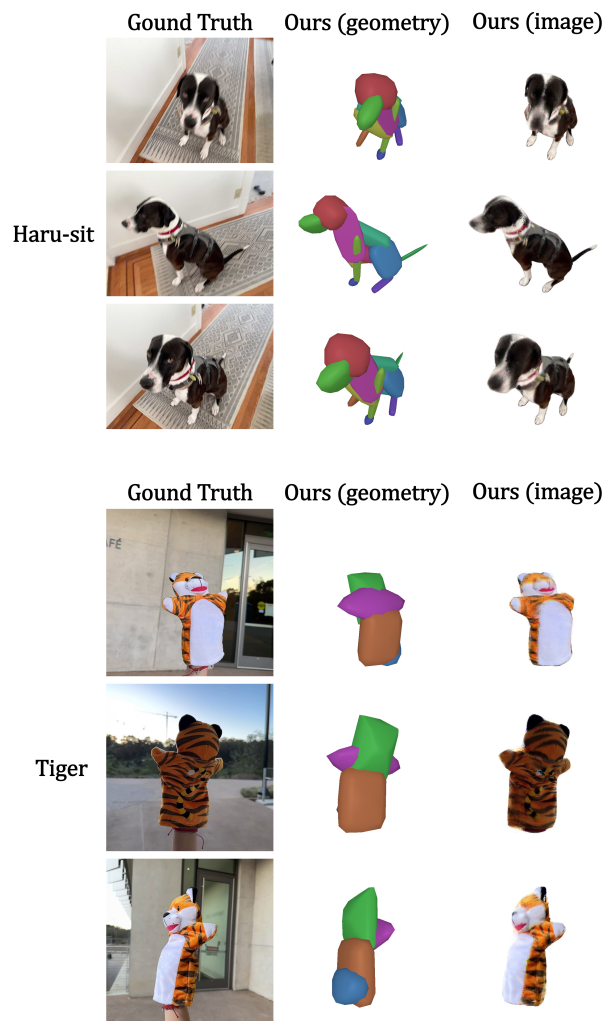 Gound Truth Ours (geometry) Ours (image)
Haru-sit
Gound Truth Ours (geometry) Ours (image)
AFÉ
Tiger